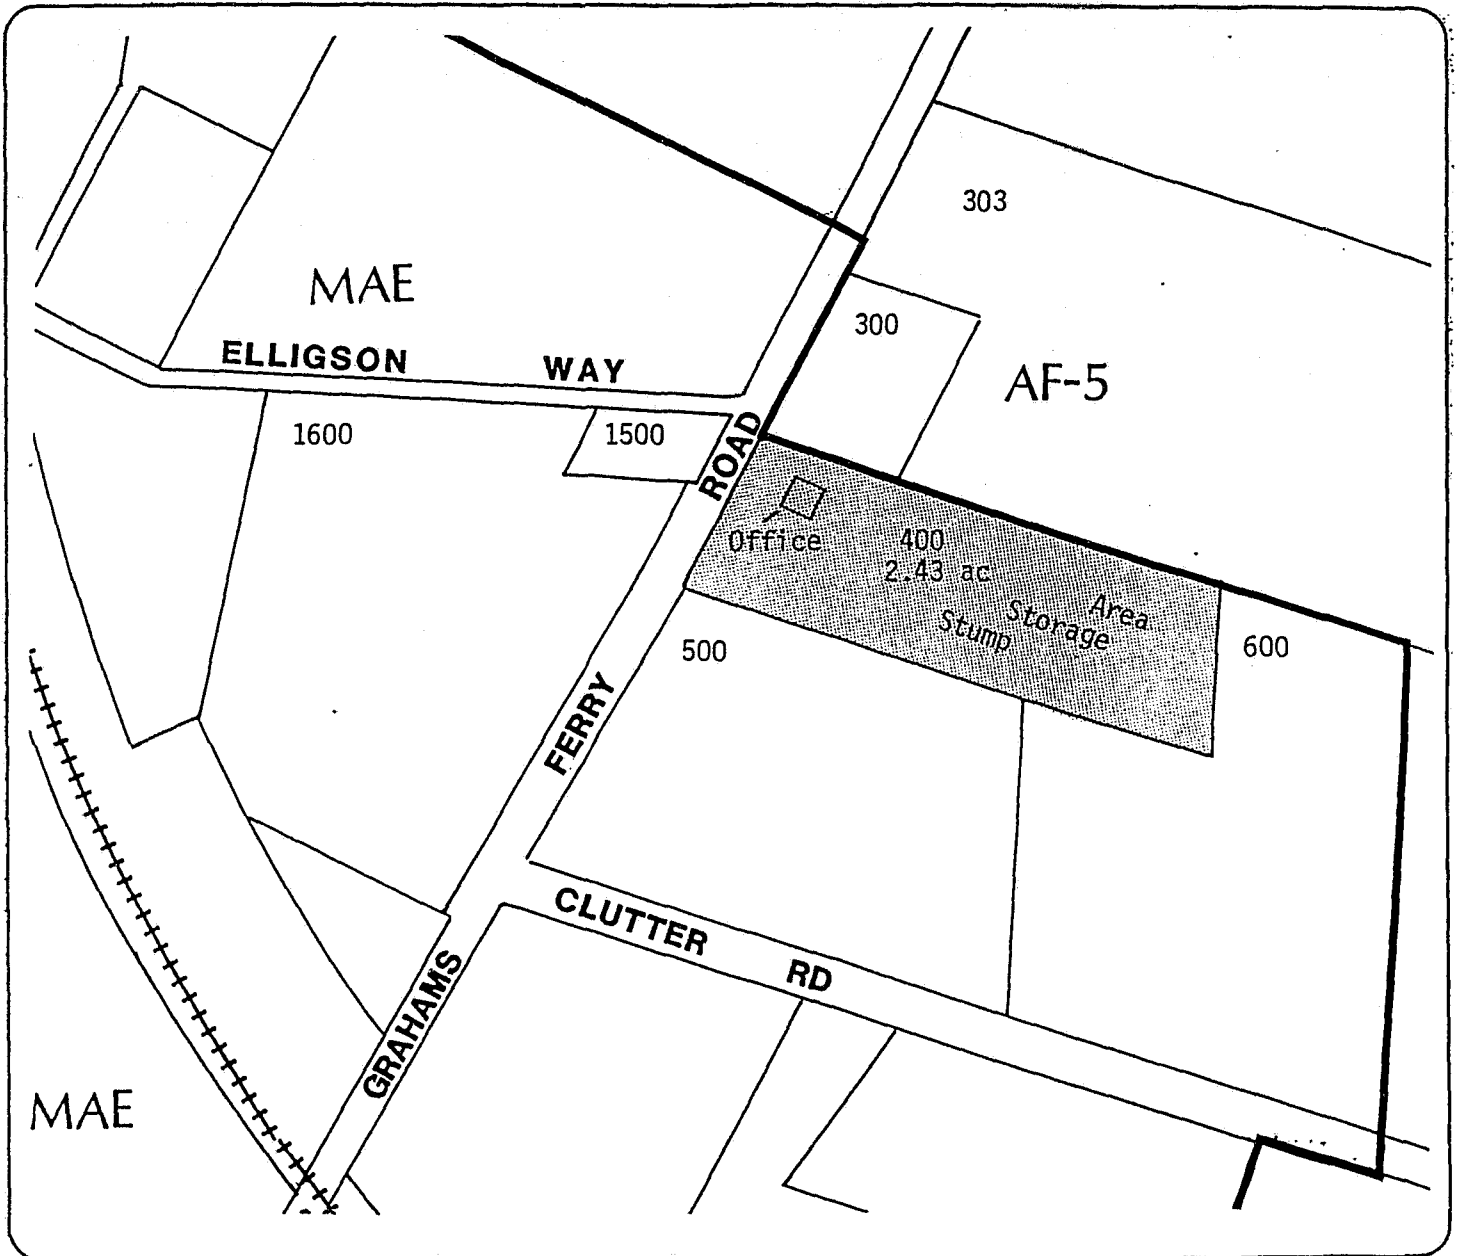 303
MAE
300
ELLIGSON WAY
AF-5
1600
1500
ROAD
Office
400
2.43 ac
Stump Storage Area
500
600
FERRY
CLUTTER RD
GRAHAMS
MAE